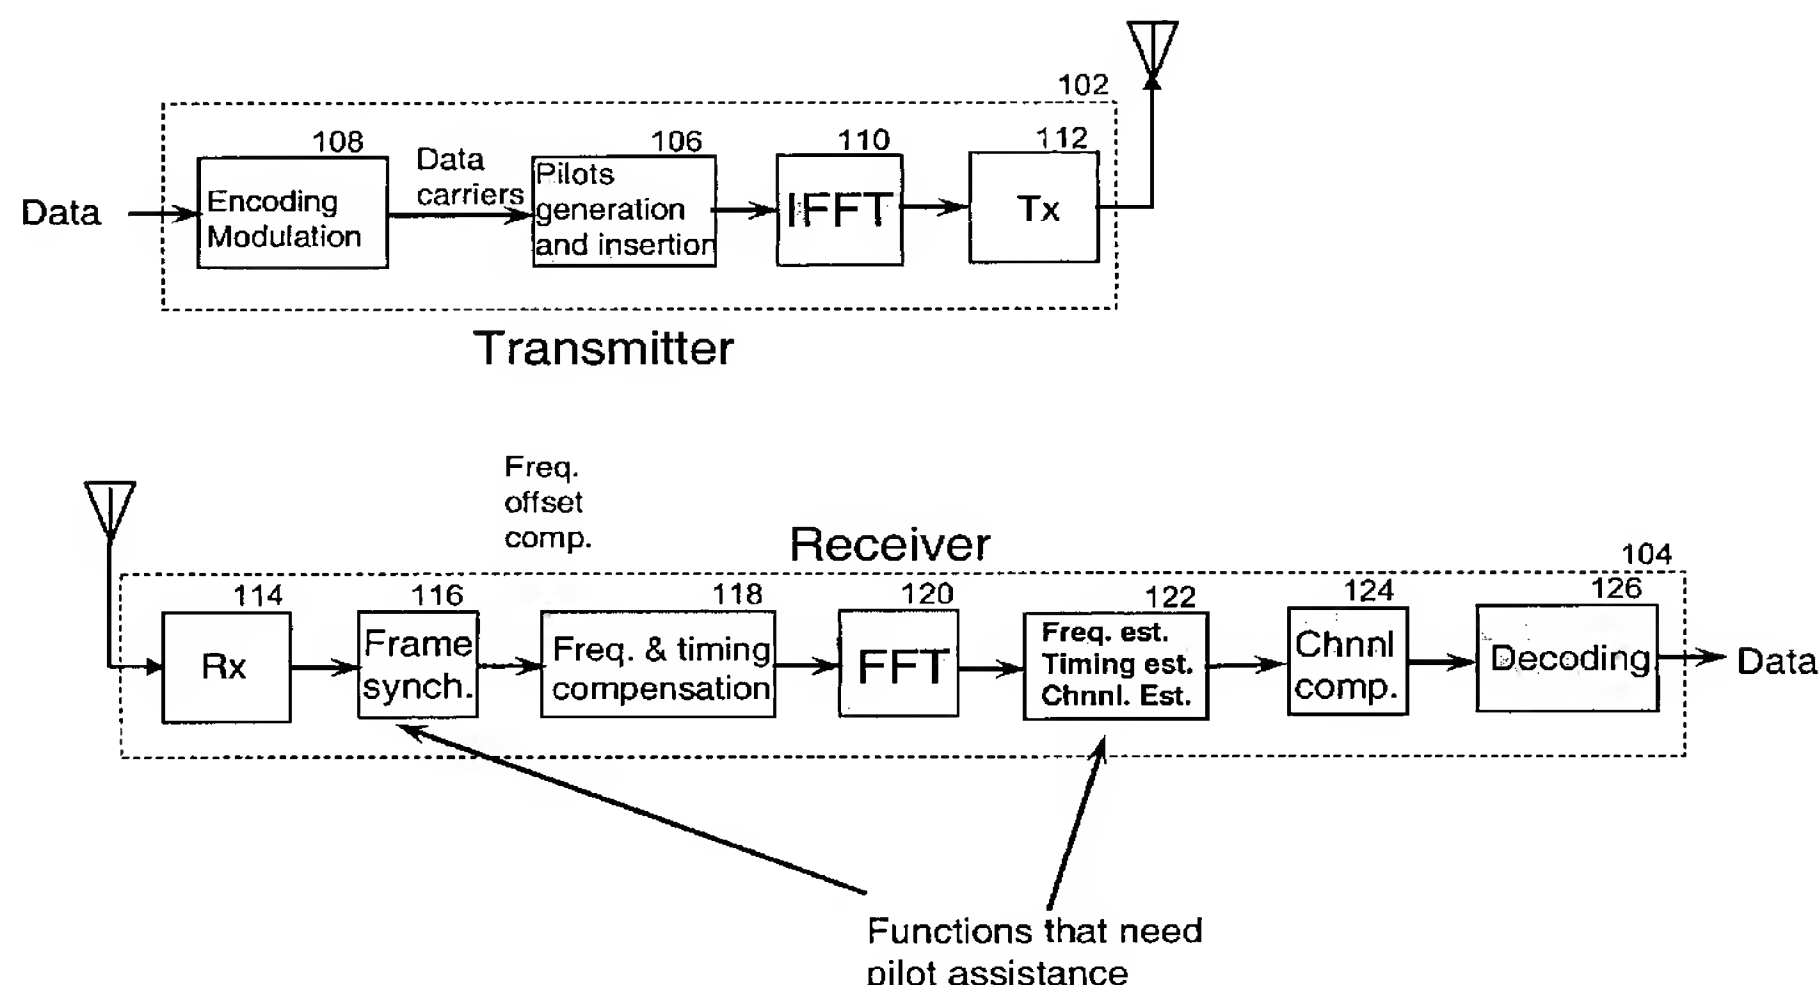 102
108
106
110
112
Data
Encoding
Modulation
Data
carriers
Pilots
generation
and insertion
IFFT
Tx
Transmitter
Freq.
offset
comp.
Receiver
104
114
116
118
120
122
124
126
Rx
Frame
synch.
Freq. & timing
compensation
FFT
Freq. est.
Timing est.
Chnnl. Est.
Chnnl
comp.
Decoding
Data
Functions that need
pilot assistance